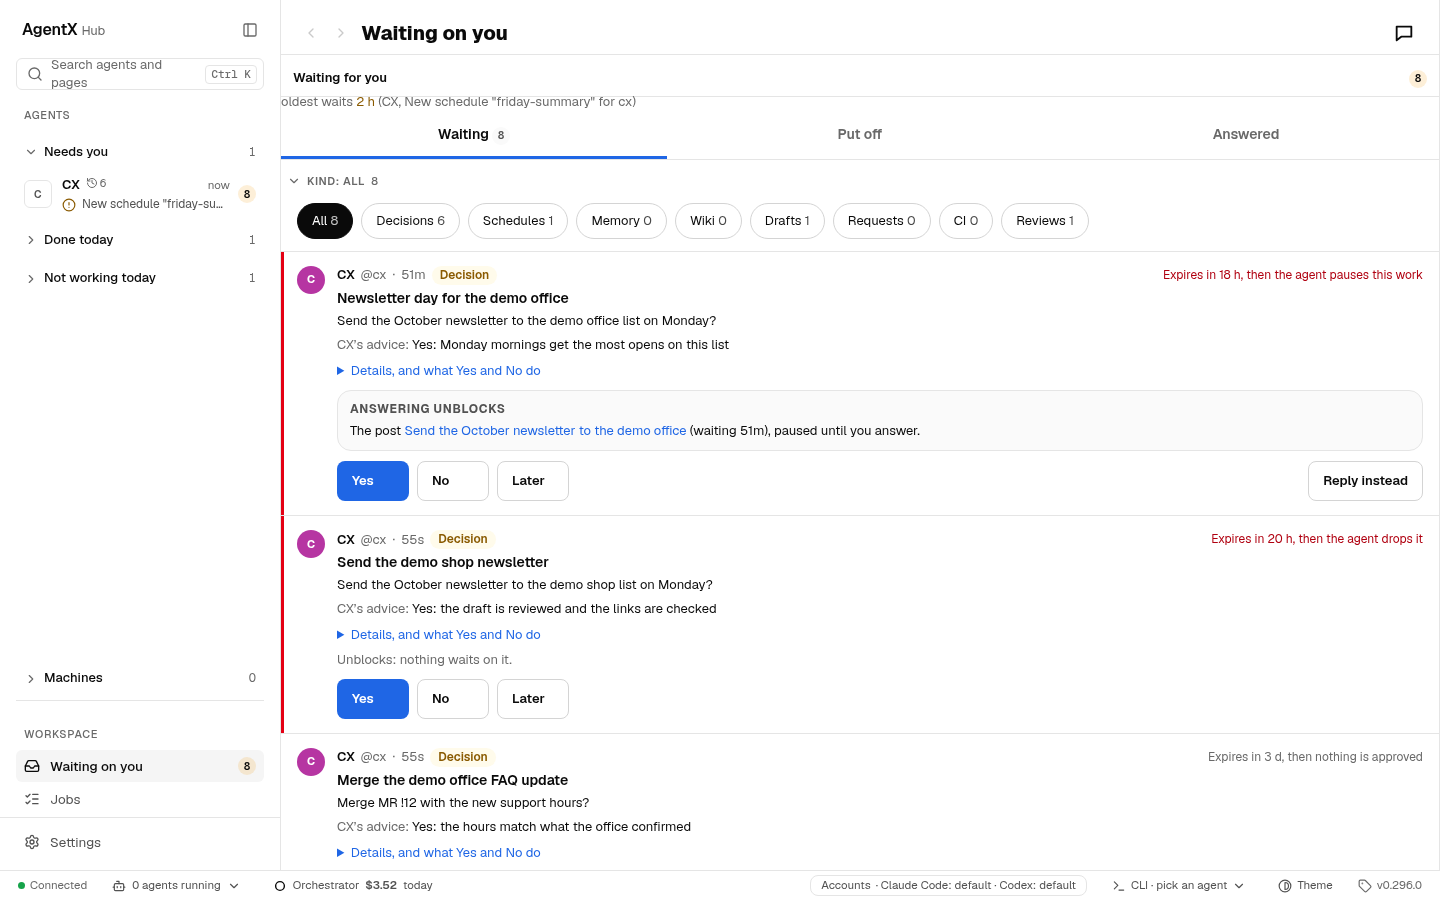 AgentX Hub
Search agents and pages
Ctrl K
AGENTS
Needs you 1
C
CX 6 now
New schedule "friday-su... 8
Done today 1
Not working today 1
Machines 0
WORKSPACE
Waiting on you 8
Jobs
Settings
Waiting on you
Waiting for you 8
oldest waits 2 h (CX, New schedule "friday-summary" for cx)
Waiting 8
Put off
Answered
KIND: ALL 8
All 8
Decisions 6
Schedules 1
Memory 0
Wiki 0
Drafts 1
Requests 0
CI 0
Reviews 1
C
CX @cx · 51m Decision
Expires in 18 h, then the agent pauses this work
Newsletter day for the demo office
Send the October newsletter to the demo office list on Monday?
CX's advice: Yes: Monday mornings get the most opens on this list
Details, and what Yes and No do
ANSWERING UNBLOCKS
The post Send the October newsletter to the demo office (waiting 51m), paused until you answer.
Yes
No
Later
Reply instead
C
CX @cx · 55s Decision
Expires in 20 h, then the agent drops it
Send the demo shop newsletter
Send the October newsletter to the demo shop list on Monday?
CX's advice: Yes: the draft is reviewed and the links are checked
Details, and what Yes and No do
Unblocks: nothing waits on it.
Yes
No
Later
C
CX @cx · 55s Decision
Expires in 3 d, then nothing is approved
Merge the demo office FAQ update
Merge MR !12 with the new support hours?
CX's advice: Yes: the hours match what the office confirmed
Details, and what Yes and No do
Connected
0 agents running
Orchestrator $3.52 today
Accounts · Claude Code: default · Codex: default
CLI · pick an agent
Theme
v0.296.0